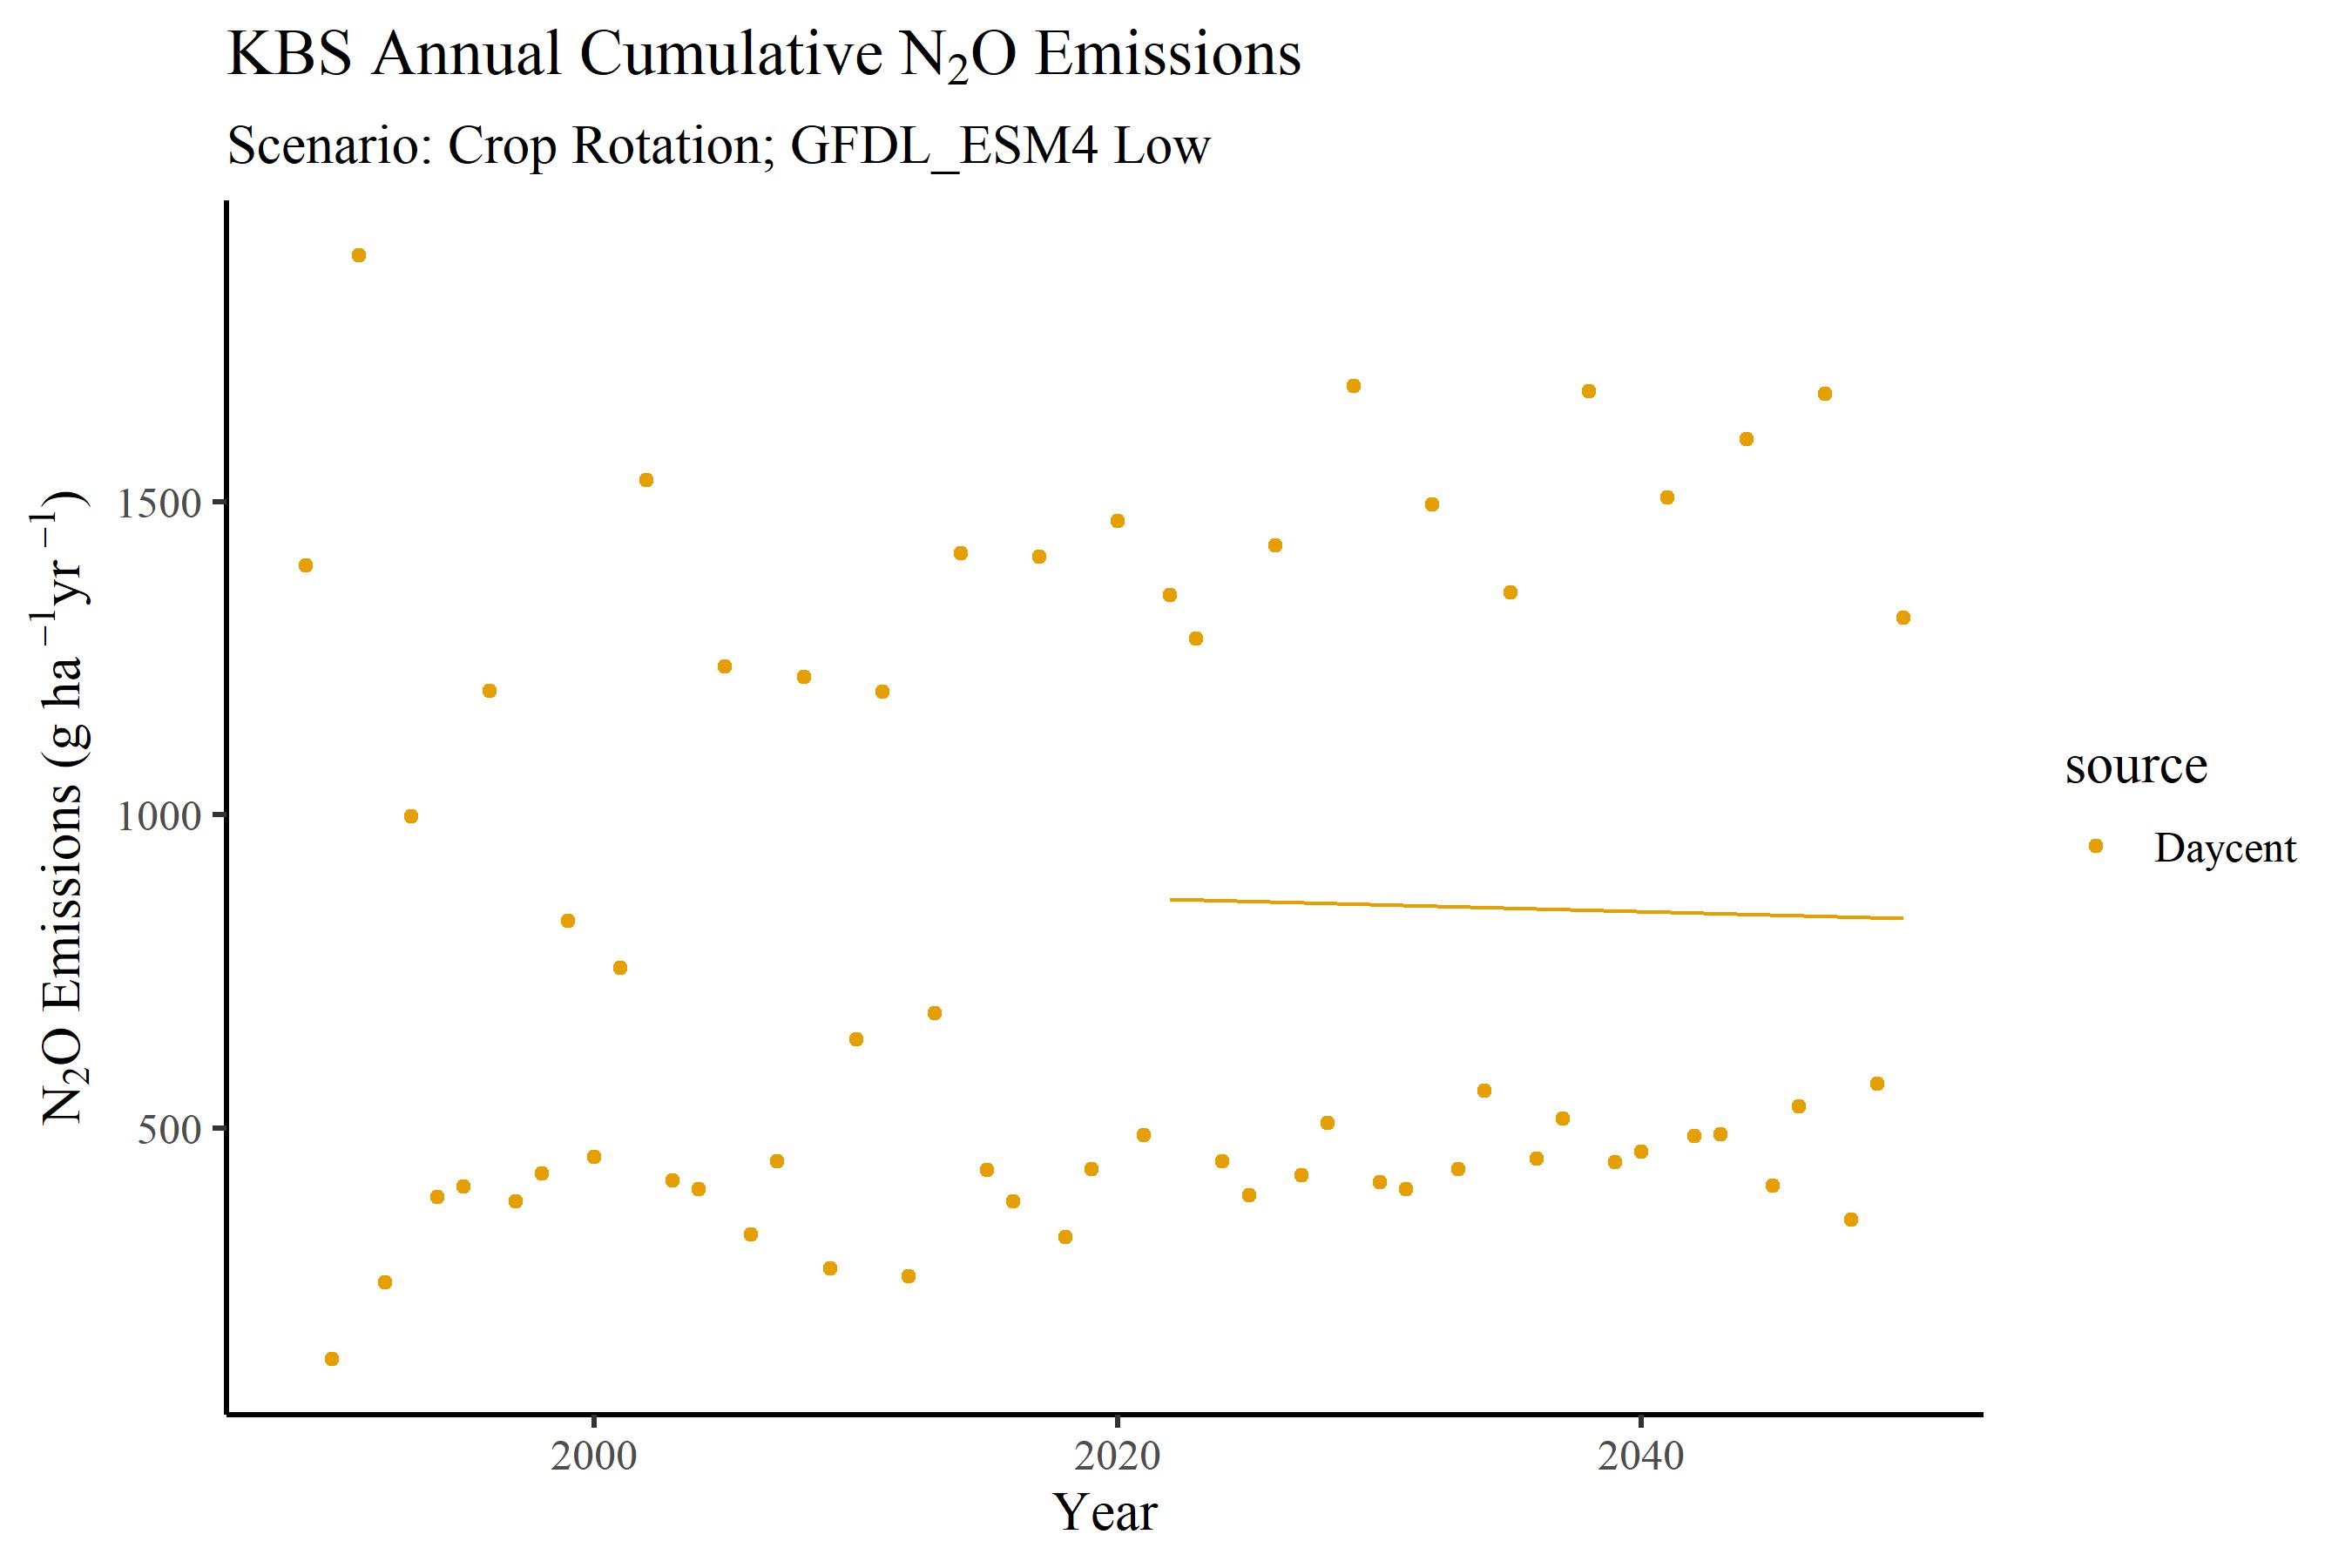 KBS Annual Cumulative N₂O Emissions
Scenario: Crop Rotation; GFDL_ESM4 Low
N₂O Emissions (g ha⁻¹yr⁻¹)
1500
1000
500
2000
2020
2040
Year
source
Daycent